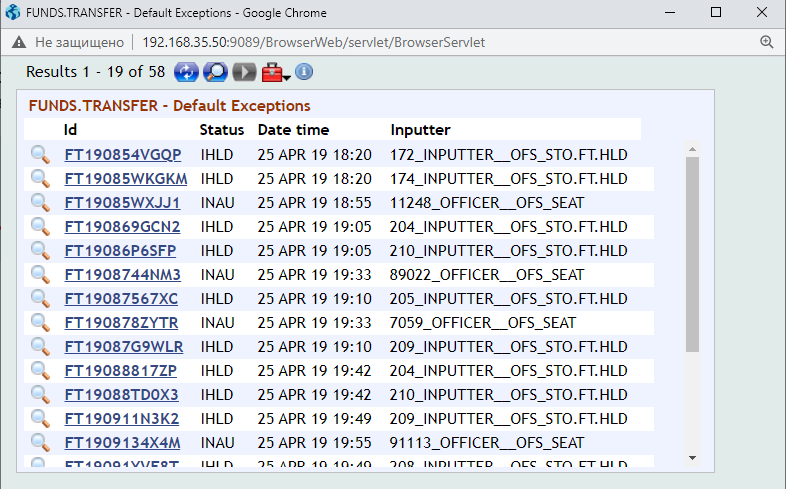 FUNDS.TRANSFER - Default Exceptions - Google Chrome
Не защищено | 192.168.35.50:9089/BrowserWeb/servlet/BrowserServlet
Results 1 - 19 of 58
FUNDS.TRANSFER - Default Exceptions
Id Status Date time Inputter
FT190854VGQP IHLD 25 APR 19 18:20 172_INPUTTER__OFS_STO.FT.HLD
FT19085WKGKM IHLD 25 APR 19 18:20 174_INPUTTER__OFS_STO.FT.HLD
FT19085WXJJ1 INAU 25 APR 19 18:55 11248_OFFICER__OFS_SEAT
FT190869GCN2 IHLD 25 APR 19 19:05 204_INPUTTER__OFS_STO.FT.HLD
FT19086P6SFP IHLD 25 APR 19 19:05 210_INPUTTER__OFS_STO.FT.HLD
FT1908744NM3 INAU 25 APR 19 19:33 89022_OFFICER__OFS_SEAT
FT19087567XC IHLD 25 APR 19 19:10 205_INPUTTER__OFS_STO.FT.HLD
FT190878ZYTR INAU 25 APR 19 19:33 7059_OFFICER__OFS_SEAT
FT19087G9WLR IHLD 25 APR 19 19:10 209_INPUTTER__OFS_STO.FT.HLD
FT19088817ZP IHLD 25 APR 19 19:42 204_INPUTTER__OFS_STO.FT.HLD
FT19088TD0X3 IHLD 25 APR 19 19:42 210_INPUTTER__OFS_STO.FT.HLD
FT190911N3K2 IHLD 25 APR 19 19:49 209_INPUTTER__OFS_STO.FT.HLD
FT1909134X4M INAU 25 APR 19 19:55 91113_OFFICER__OFS_SEAT
IHLD 25 APR 19 19:49 208_INPUTTER__OFS_STO.FT.HLD